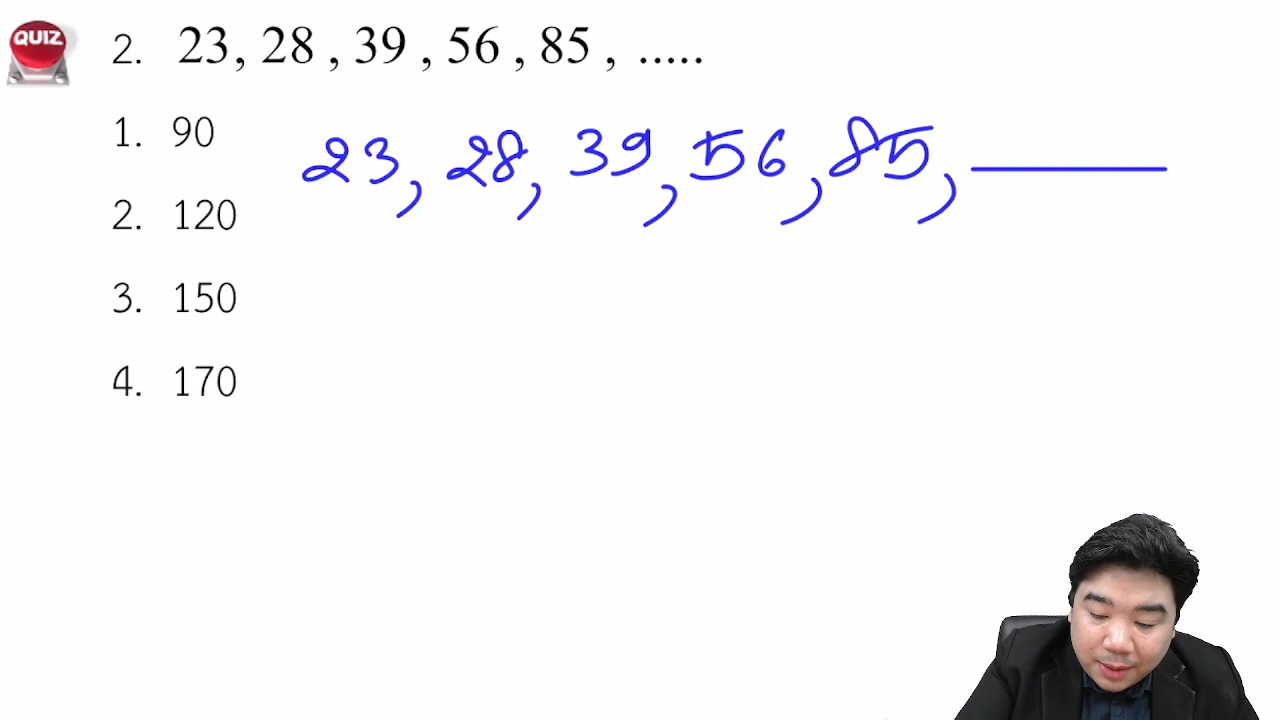 QUIZ
2. 23, 28 , 39 , 56 , 85 , .....
1. 90
23, 28, 39, 56, 85,
2. 120
3. 150
4. 170